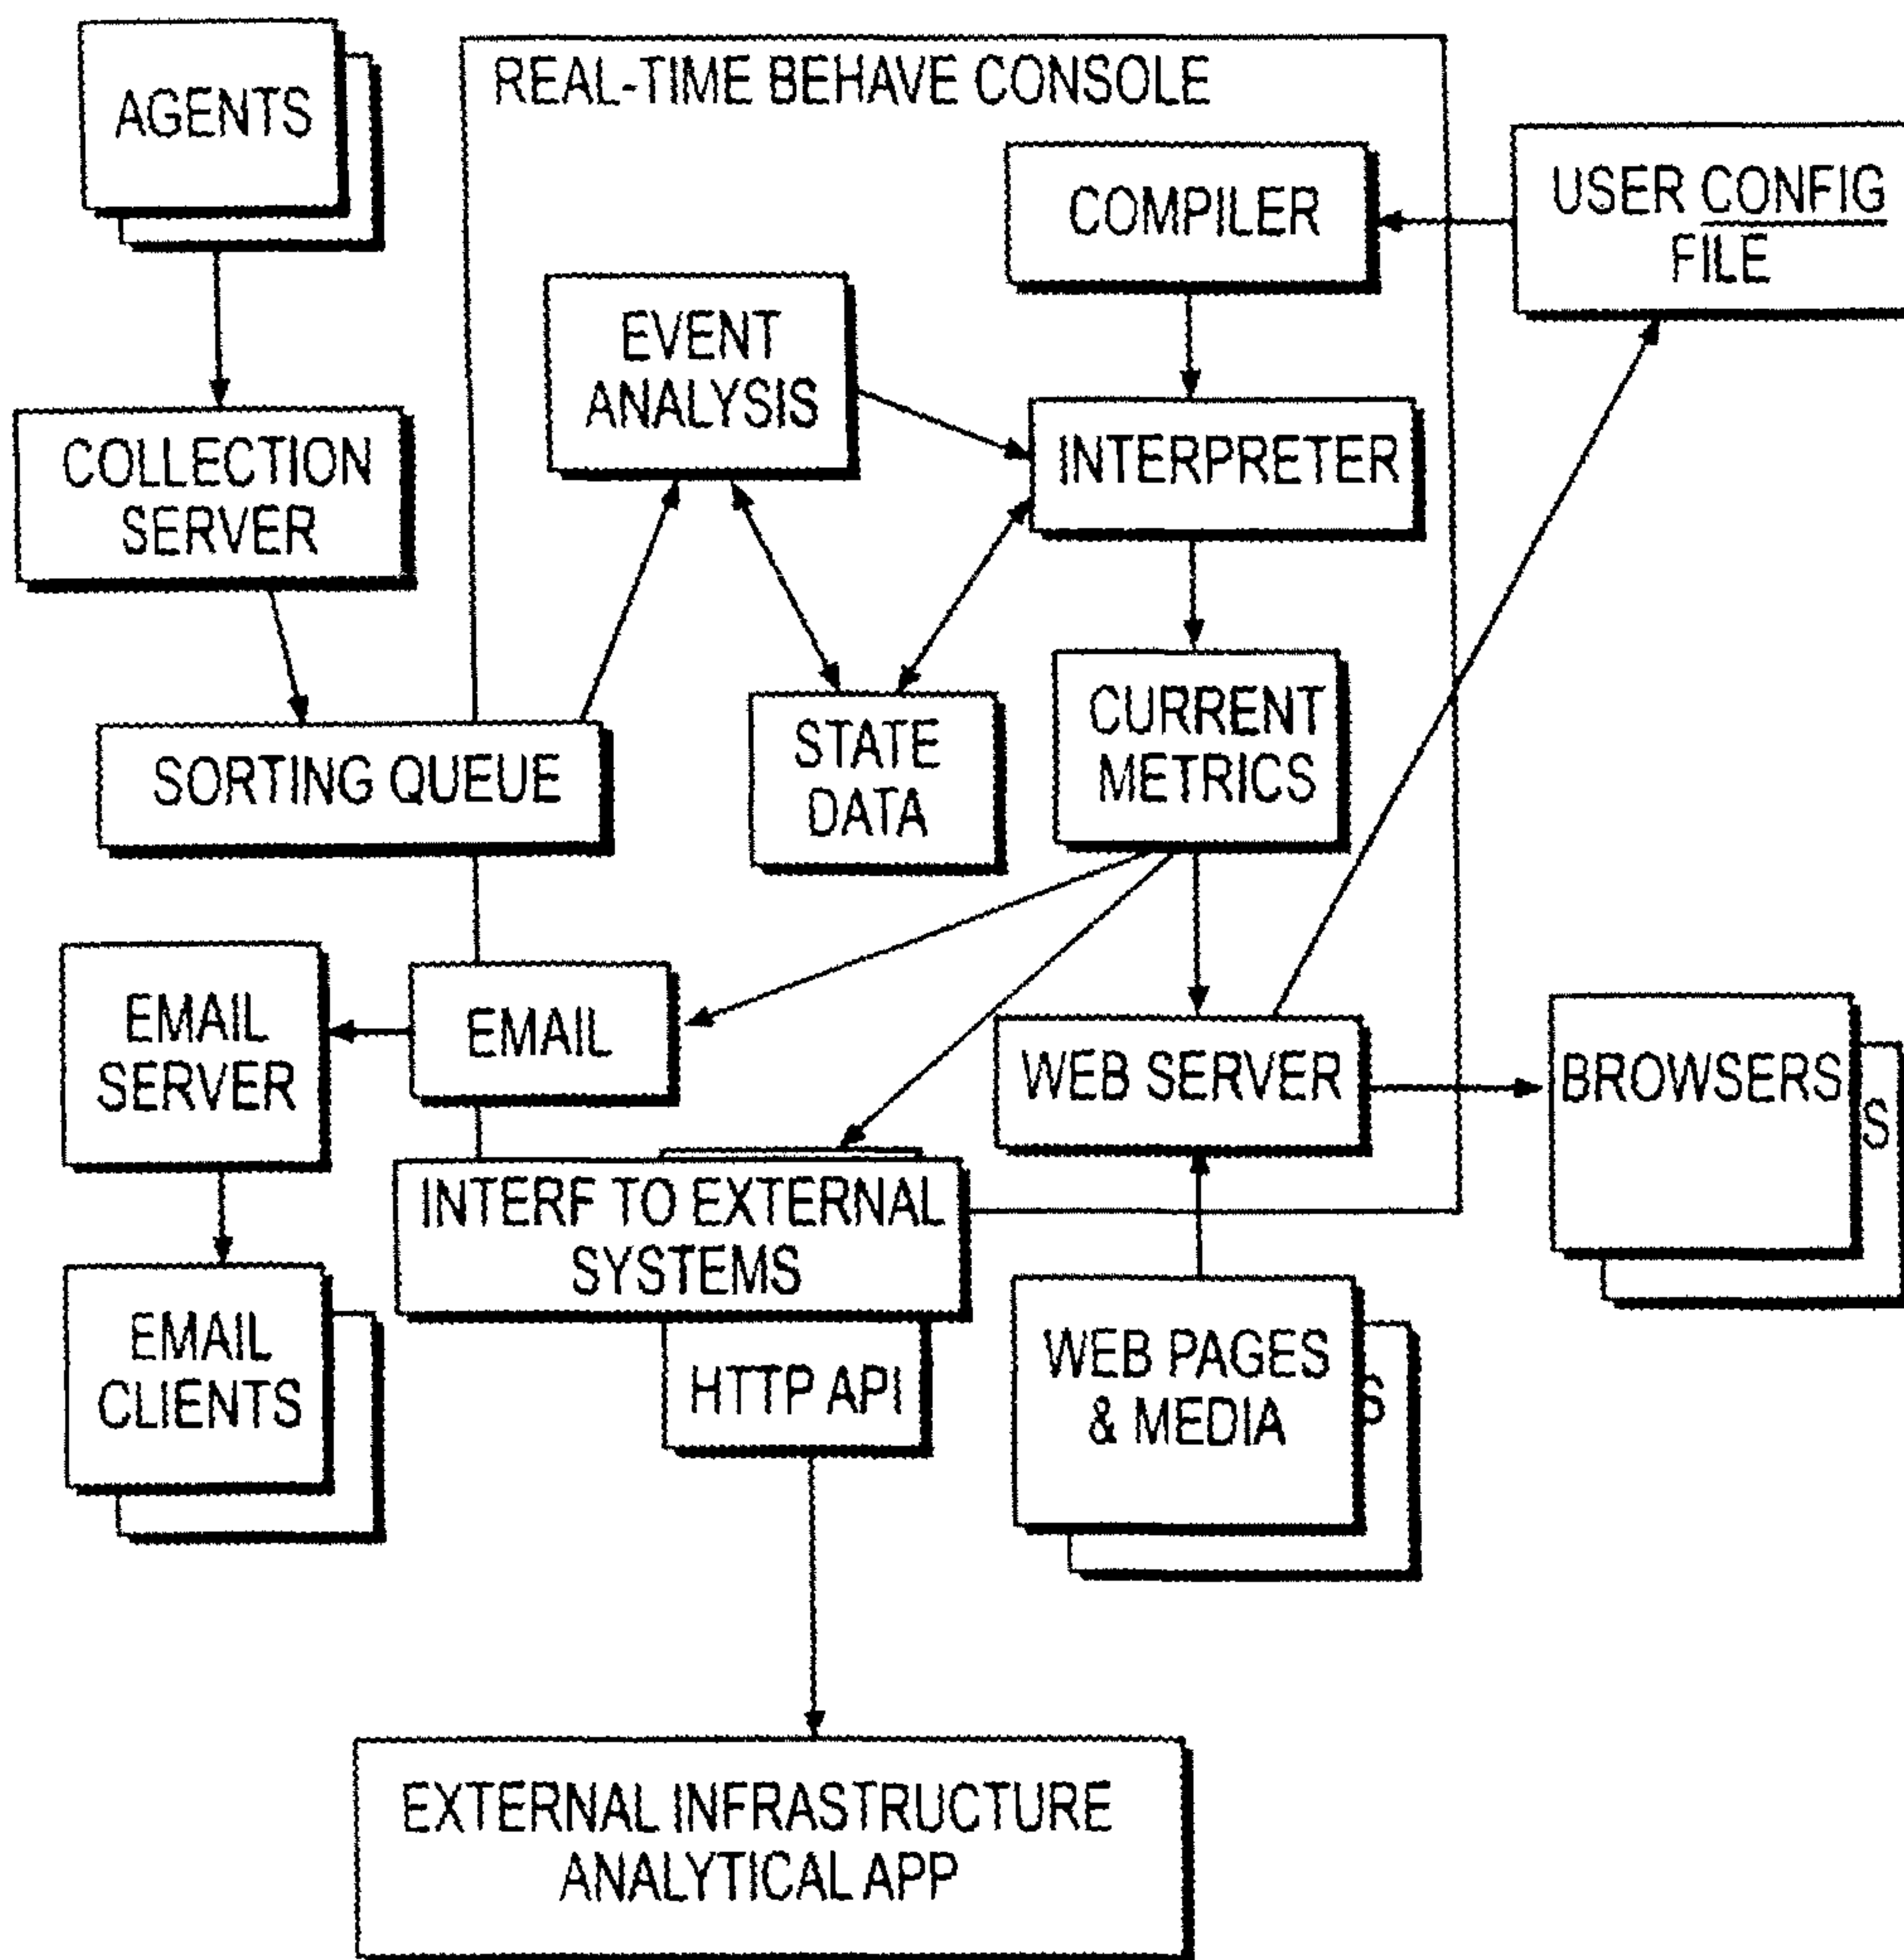 AGENTS
REAL-TIME BEHAVE CONSOLE
COMPILER
USER CONFIG
FILE
EVENT
ANALYSIS
INTERPRETER
COLLECTION
SERVER
SORTING QUEUE
STATE
DATA
CURRENT
METRICS
EMAIL
SERVER
EMAIL
WEB SERVER
BROWSERS
S
INTERF TO EXTERNAL
SYSTEMS
EMAIL
CLIENTS
HTTP API
WEB PAGES
& MEDIA
S
EXTERNAL INFRASTRUCTURE
ANALYTICAL APP